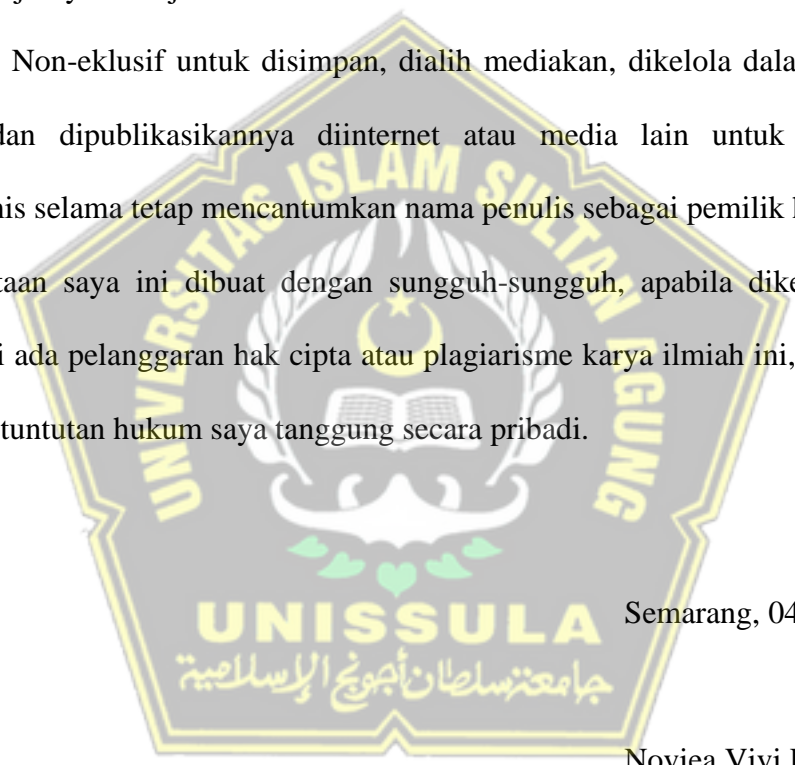 Non-eklusif untuk disimpan, dialih mediakan, dikelola dala
dan dipublikasikannya diinternet atau media lain untuk
nis selama tetap mencantumkan nama penulis sebagai pemilik
taan saya ini dibuat dengan sungguh-sungguh, apabila dike
i ada pelanggaran hak cipta atau plagiarisme karya ilmiah ini,
tuntutan hukum saya tanggung secara pribadi.
UNIVERSITAS ISLAM SULTAN AGUNG
Semarang, 04
UNISSULA
جامعة سلطان أجونج الإسلامية
Noviea Vivi